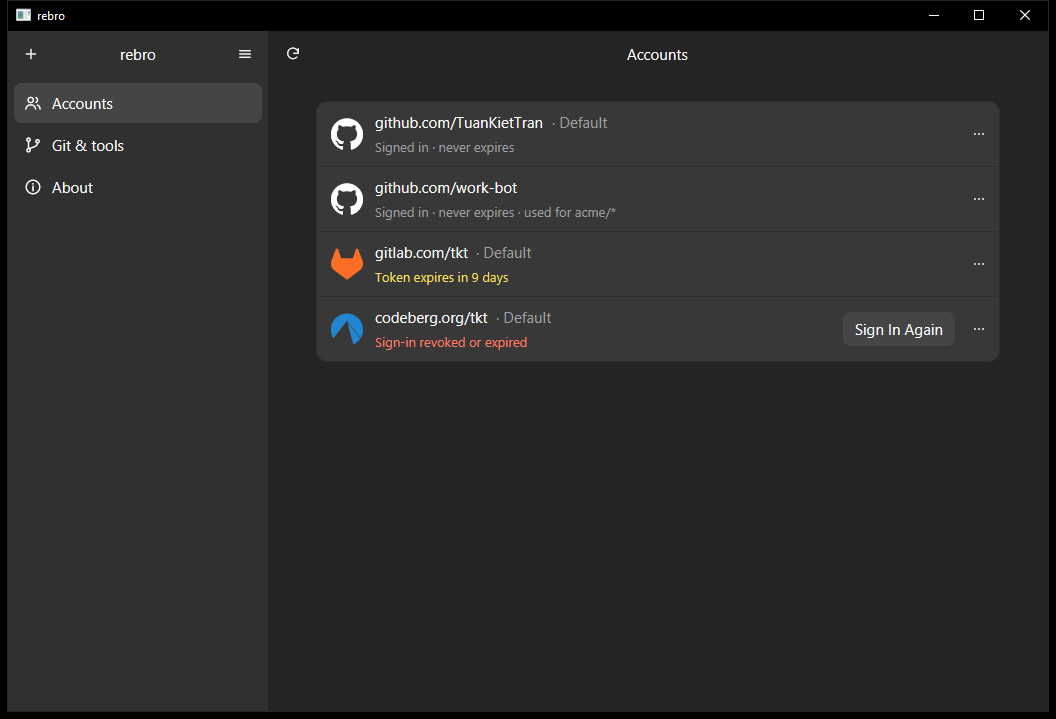 rebro
rebro
Accounts
Git & tools
About
Accounts
github.com/TuanKietTran · Default
Signed in · never expires
github.com/work-bot
Signed in · never expires · used for acme/*
gitlab.com/tkt · Default
Token expires in 9 days
codeberg.org/tkt · Default
Sign-in revoked or expired
Sign In Again